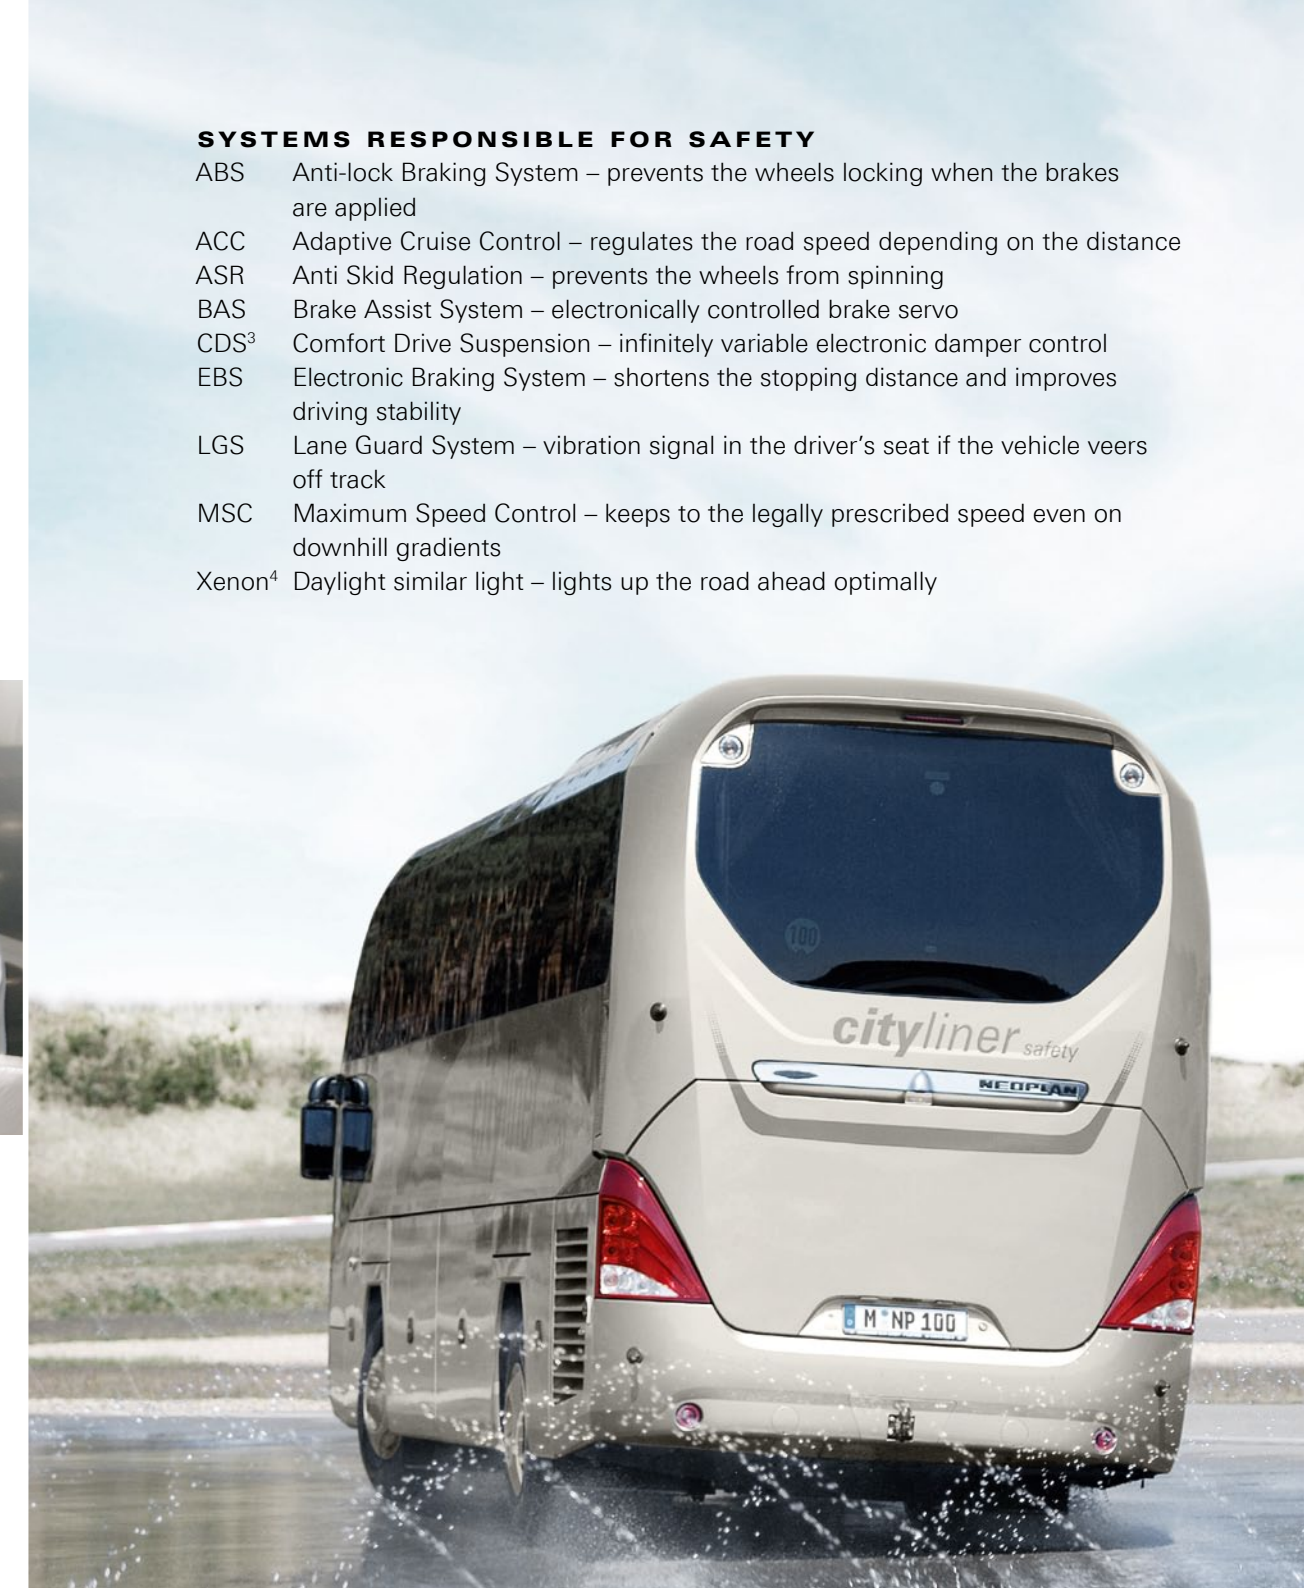 SYSTEMS RESPONSIBLE FOR SAFETY
ABS Anti-lock Braking System – prevents the wheels locking when the brakes
are applied
ACC Adaptive Cruise Control – regulates the road speed depending on the distance
ASR Anti Skid Regulation – prevents the wheels from spinning
BAS Brake Assist System – electronically controlled brake servo
CDS³ Comfort Drive Suspension – infinitely variable electronic damper control
EBS Electronic Braking System – shortens the stopping distance and improves
driving stability
LGS Lane Guard System – vibration signal in the driver’s seat if the vehicle veers
off track
MSC Maximum Speed Control – keeps to the legally prescribed speed even on
downhill gradients
Xenon⁴ Daylight similar light – lights up the road ahead optimally
100
cityliner safety
NEOPLAN
M NP 100